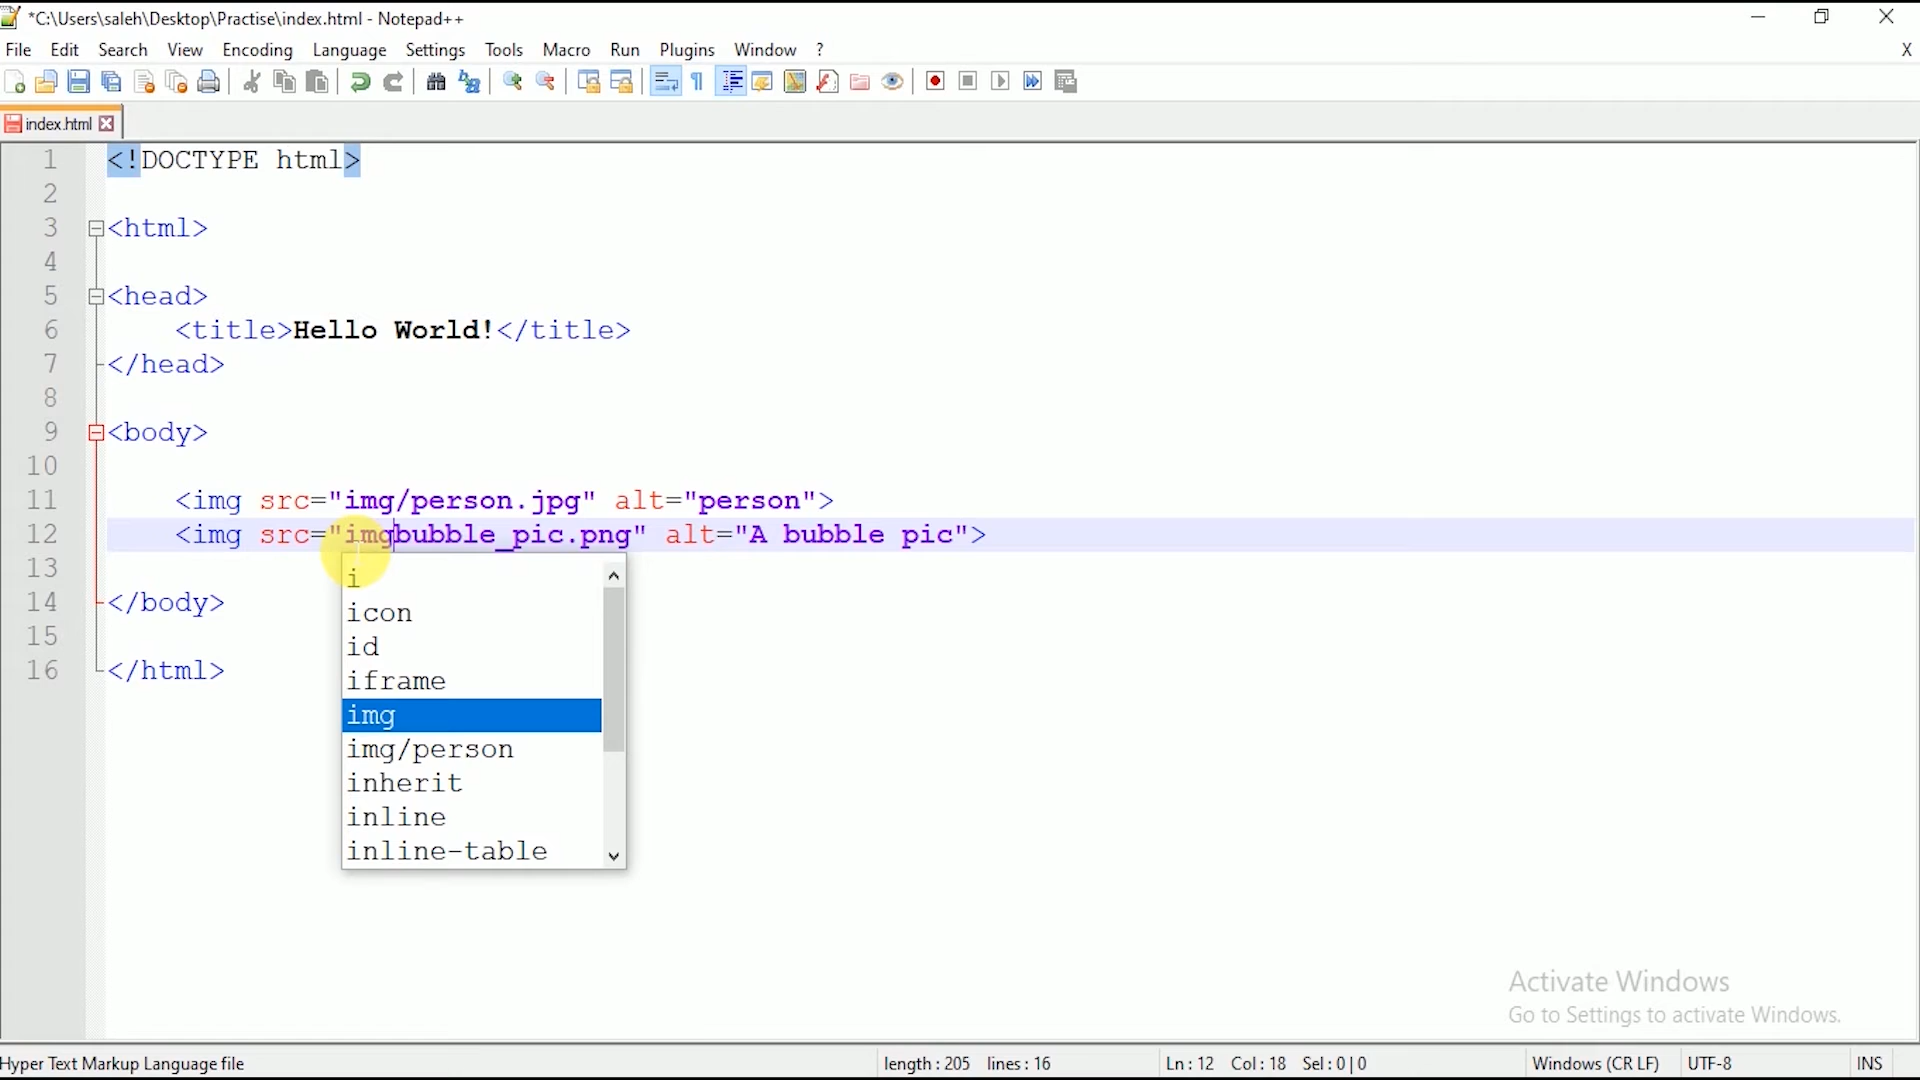 *C:\Users\saleh\Desktop\Practise\index.html - Notepad++
File Edit Search View Encoding Language Settings Tools Macro Run Plugins Window ? X
index.html
1 <!DOCTYPE html>
2
3 <html>
4
5 <head>
6 <title>Hello World!</title>
7 </head>
8
9 <body>
10
11 <img src="img/person.jpg" alt="person">
12 <img src="imgbubble_pic.png" alt="A bubble pic">
13
14 </body>
15
16 </html>
i
icon
id
iframe
img
img/person
inherit
inline
inline-table
Activate Windows
Go to Settings to activate Windows.
Hyper Text Markup Language file length : 205 lines : 16 Ln : 12 Col : 18 Sel : 0 | 0 Windows (CR LF) UTF-8 INS